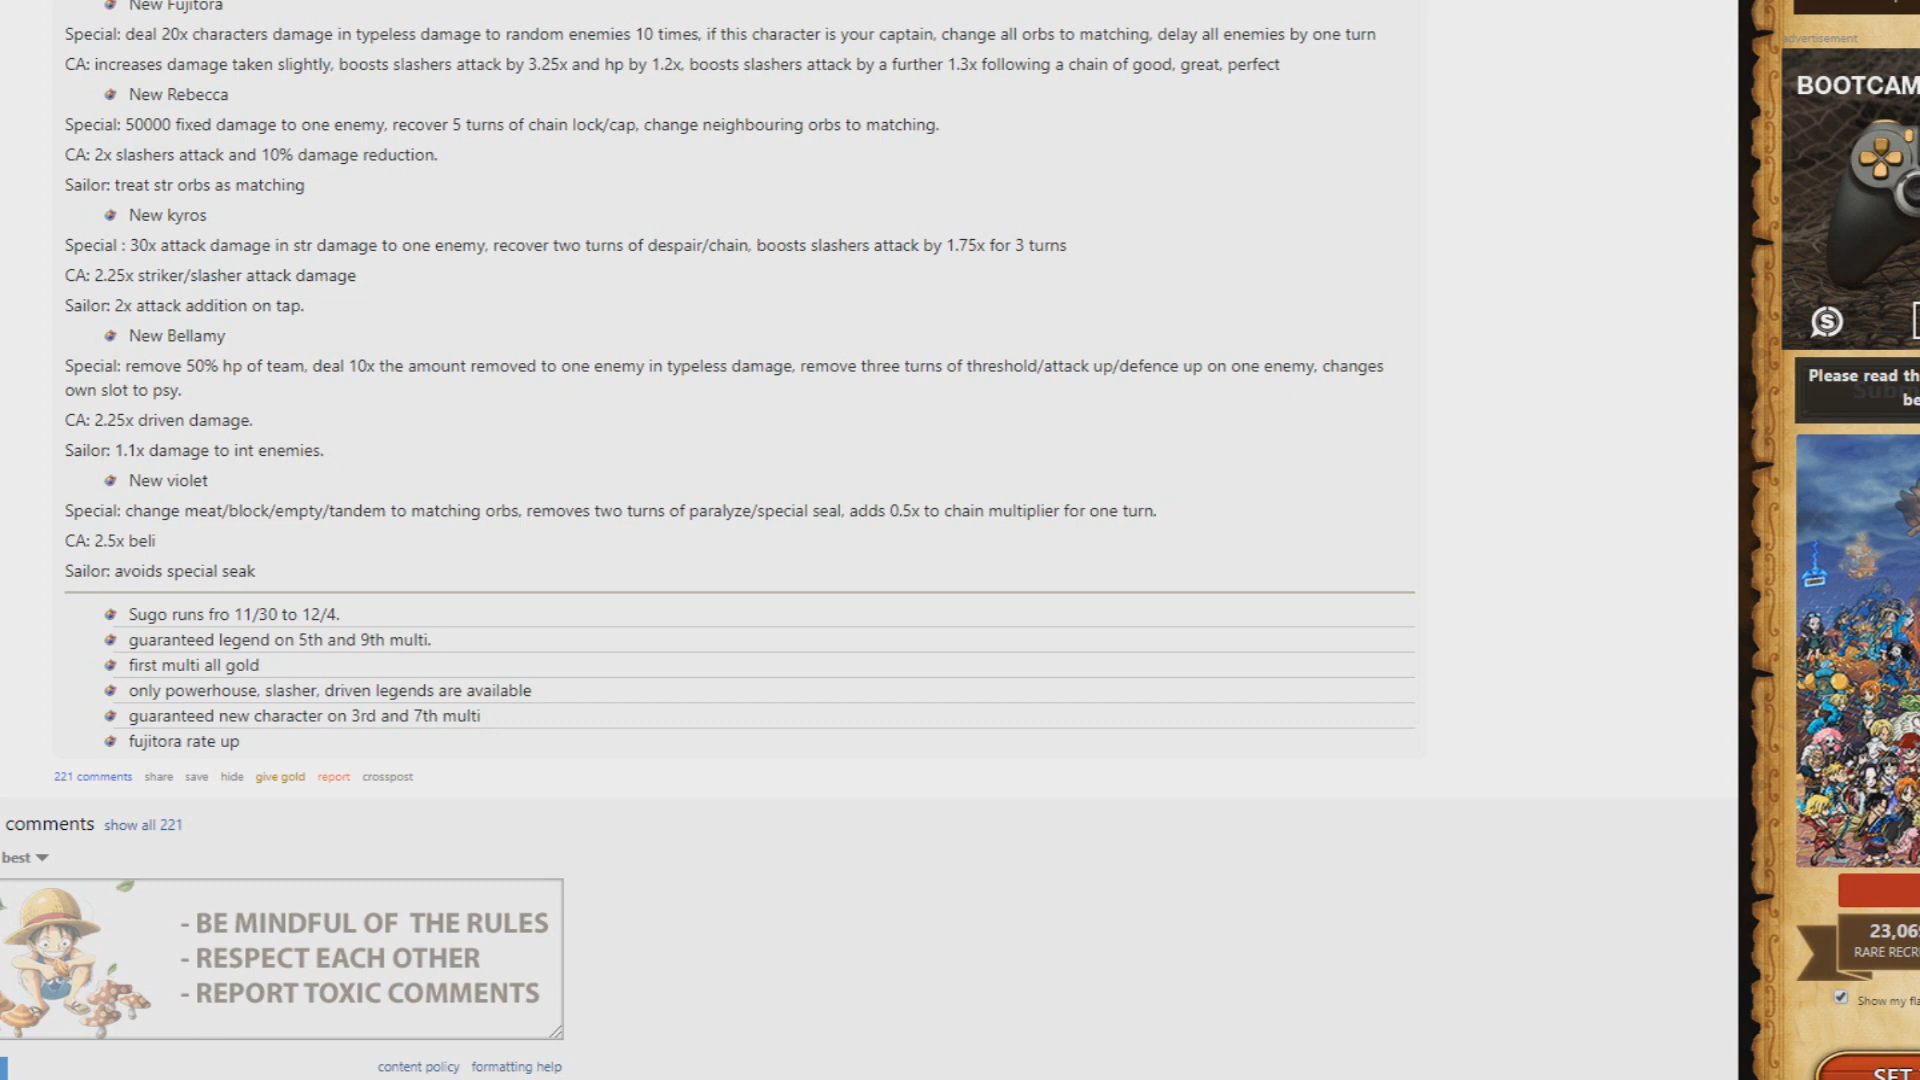 New Fujitora
Special: deal 20x characters damage in typeless damage to random enemies 10 times, if this character is your captain, change all orbs to matching, delay all enemies by one turn
CA: increases damage taken slightly, boosts slashers attack by 3.25x and hp by 1.2x, boosts slashers attack by a further 1.3x following a chain of good, great, perfect
New Rebecca
Special: 50000 fixed damage to one enemy, recover 5 turns of chain lock/cap, change neighbouring orbs to matching.
CA: 2x slashers attack and 10% damage reduction.
Sailor: treat str orbs as matching
New kyros
Special : 30x attack damage in str damage to one enemy, recover two turns of despair/chain, boosts slashers attack by 1.75x for 3 turns
CA: 2.25x striker/slasher attack damage
Sailor: 2x attack addition on tap.
New Bellamy
Special: remove 50% hp of team, deal 10x the amount removed to one enemy in typeless damage, remove three turns of threshold/attack up/defence up on one enemy, changes
own slot to psy.
CA: 2.25x driven damage.
Sailor: 1.1x damage to int enemies.
New violet
Special: change meat/block/empty/tandem to matching orbs, removes two turns of paralyze/special seal, adds 0.5x to chain multiplier for one turn.
CA: 2.5x beli
Sailor: avoids special seak
Sugo runs fro 11/30 to 12/4.
guaranteed legend on 5th and 9th multi.
first multi all gold
only powerhouse, slasher, driven legends are available
guaranteed new character on 3rd and 7th multi
fujitora rate up
221 comments share save hide give gold report crosspost
comments show all 221
best
- BE MINDFUL OF THE RULES
- RESPECT EACH OTHER
- REPORT TOXIC COMMENTS
content policy formatting help
advertisement
BOOTCAM
Please read th
be
23,06
RARE RECR
Show my fla
SET